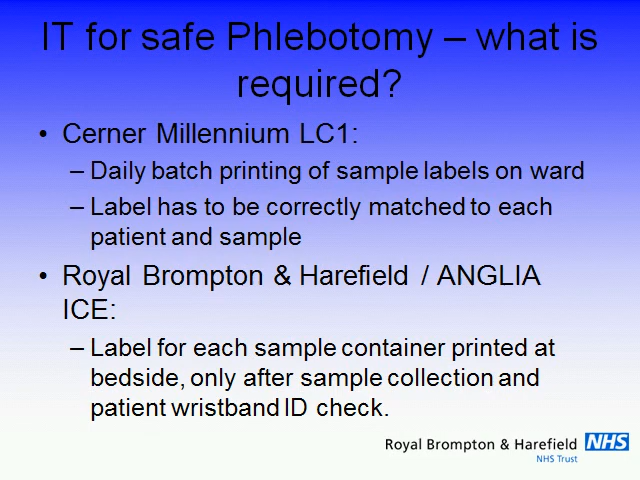 IT for safe Phlebotomy – what is
required?
• Cerner Millennium LC1:
– Daily batch printing of sample labels on ward
– Label has to be correctly matched to each
patient and sample
• Royal Brompton & Harefield / ANGLIA
ICE:
– Label for each sample container printed at
bedside, only after sample collection and
patient wristband ID check.
Royal Brompton & Harefield NHS
NHS Trust